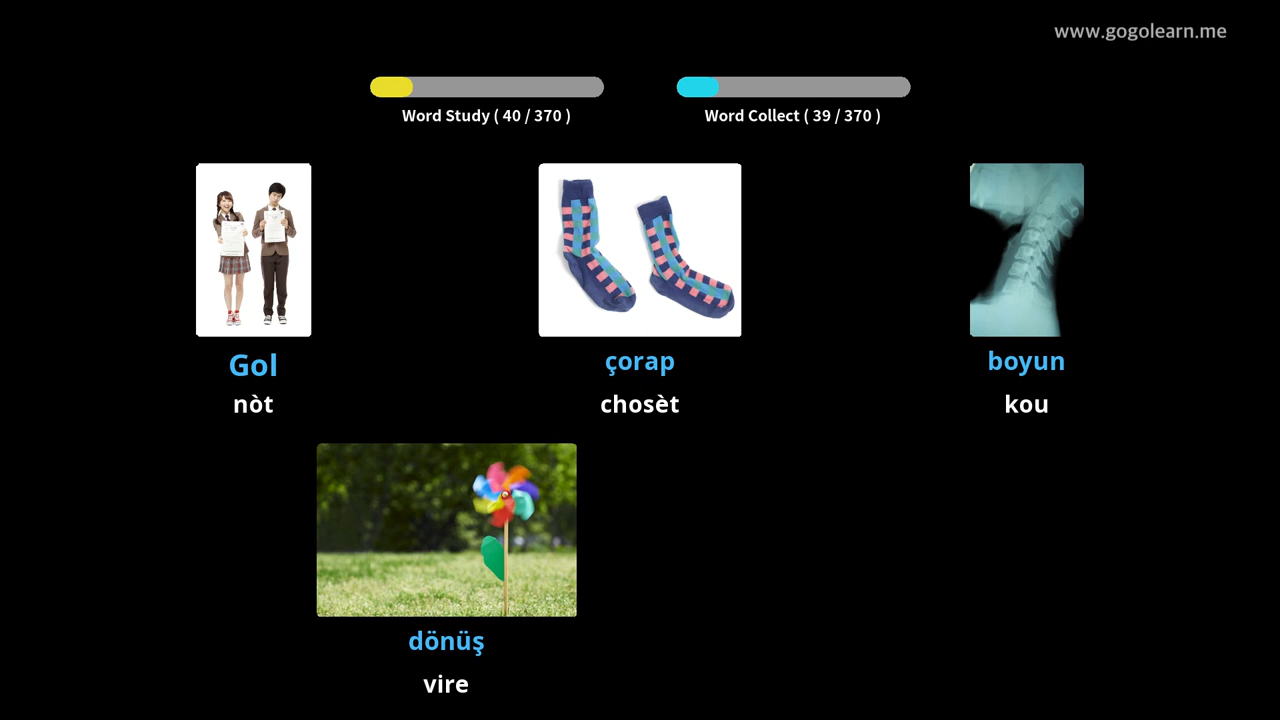 www.gogolearn.me
Word Study ( 40 / 370 )
Word Collect ( 39 / 370 )
Gol
nòt
çorap
chosèt
boyun
kou
dönüş
vire